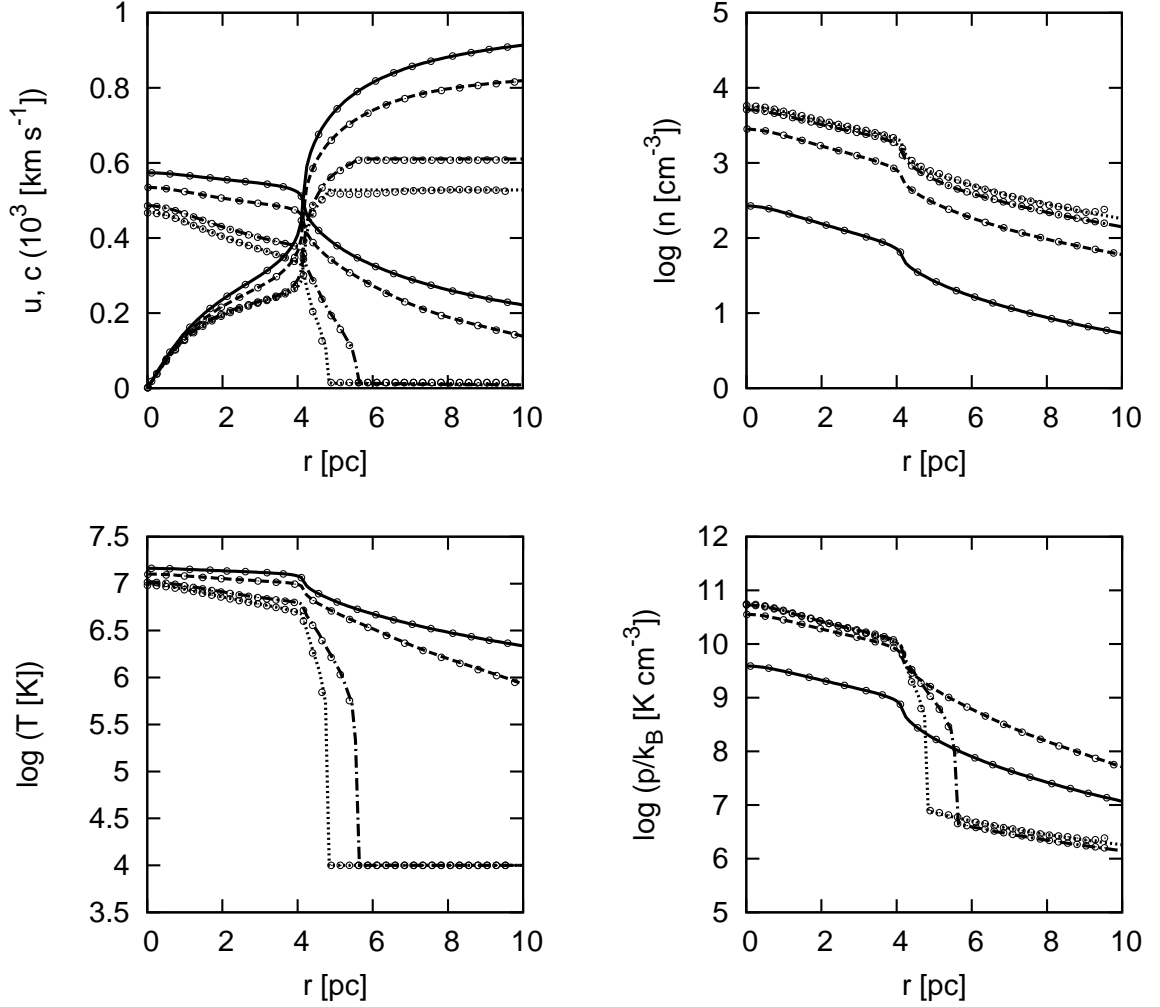 u, c (10³ [km s⁻¹])
1
0.8
0.6
0.4
0.2
0
0 2 4 6 8 10
r [pc]
log (n [cm⁻³])
5
4
3
2
1
0
0 2 4 6 8 10
r [pc]
log (T [K])
7.5
7
6.5
6
5.5
5
4.5
4
3.5
0 2 4 6 8 10
r [pc]
log (p/k_B [K cm⁻³])
12
11
10
9
8
7
6
5
0 2 4 6 8 10
r [pc]